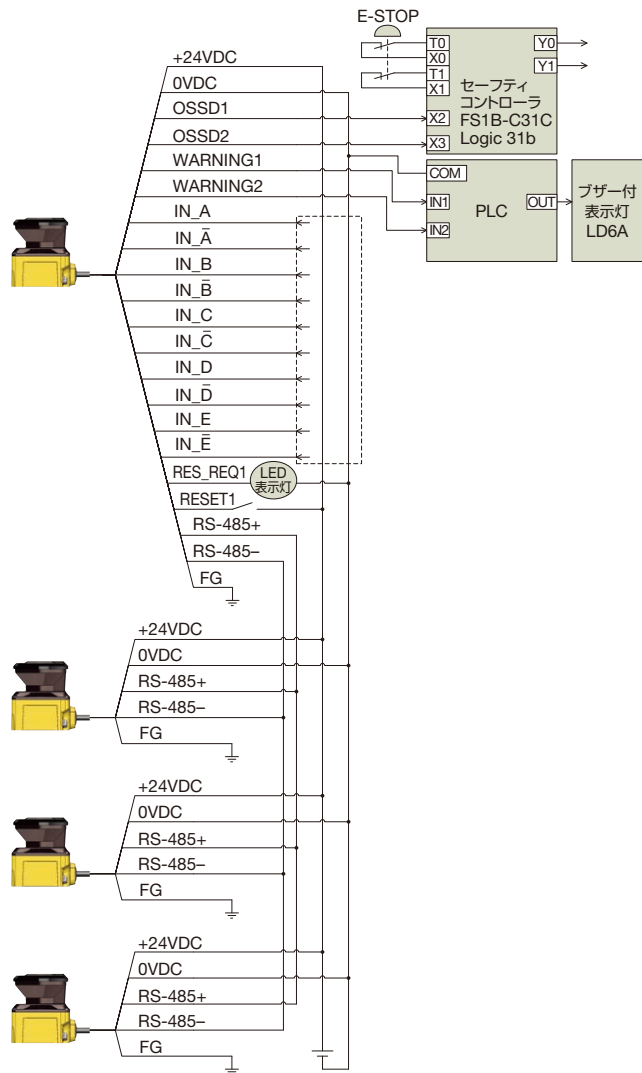 E-STOP
T0
X0
T1
X1
X2
X3
Y0
Y1
セーフティ
コントローラ
FS1B-C31C
Logic 31b
COM
IN1
IN2
PLC
OUT
ブザー付
表示灯
LD6A
+24VDC
0VDC
OSSD1
OSSD2
WARNING1
WARNING2
IN_A
IN_A̅
IN_B
IN_B̅
IN_C
IN_C̅
IN_D
IN_D̅
IN_E
IN_E̅
RES_REQ1
LED
表示灯
RESET1
RS-485+
RS-485–
FG
+24VDC
0VDC
RS-485+
RS-485–
FG
+24VDC
0VDC
RS-485+
RS-485–
FG
+24VDC
0VDC
RS-485+
RS-485–
FG